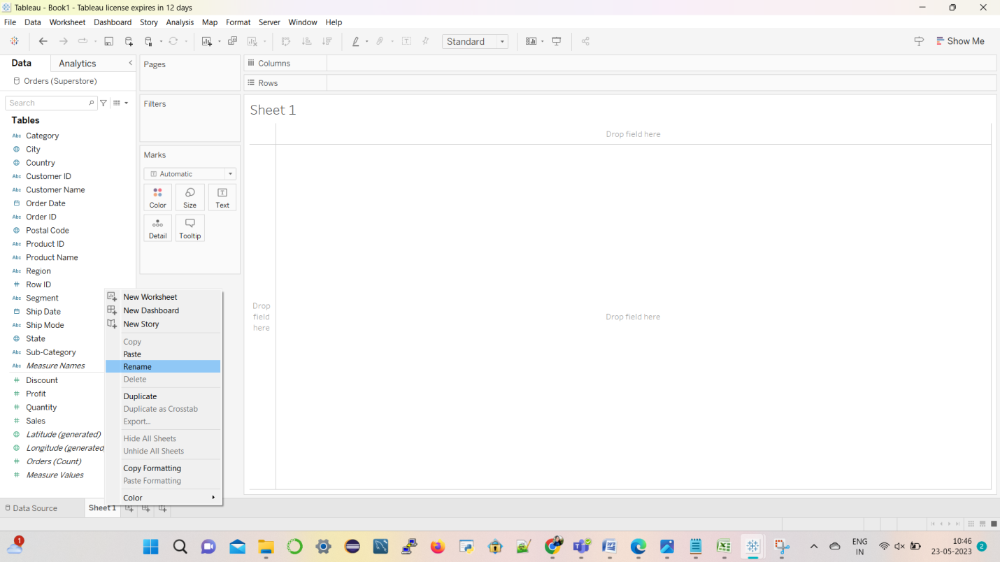 Tableau - Book1 - Tableau license expires in 12 days
File Data Worksheet Dashboard Story Analysis Map Format Server Window Help
Standard
Show Me
Data
Analytics
Orders (Superstore)
Search
Tables
Abc Category
City
Country
Abc Customer ID
Abc Customer Name
Order Date
Abc Order ID
Postal Code
Abc Product ID
Abc Product Name
Abc Region
# Row ID
Abc Segment
Ship Date
Abc Ship Mode
State
Abc Sub-Category
Abc Measure Names
# Discount
# Profit
# Quantity
# Sales
Latitude (generated)
Longitude (generated)
# Orders (Count)
# Measure Values
Pages
Filters
Marks
Automatic
Color
Size
Text
Detail
Tooltip
Columns
Rows
Sheet 1
Drop field here
Drop
field
here
Drop field here
New Worksheet
New Dashboard
New Story
Copy
Paste
Rename
Delete
Duplicate
Duplicate as Crosstab
Export...
Hide All Sheets
Unhide All Sheets
Copy Formatting
Paste Formatting
Color
Data Source
Sheet 1
1
ENG
IN
10:46
23-05-2023
2